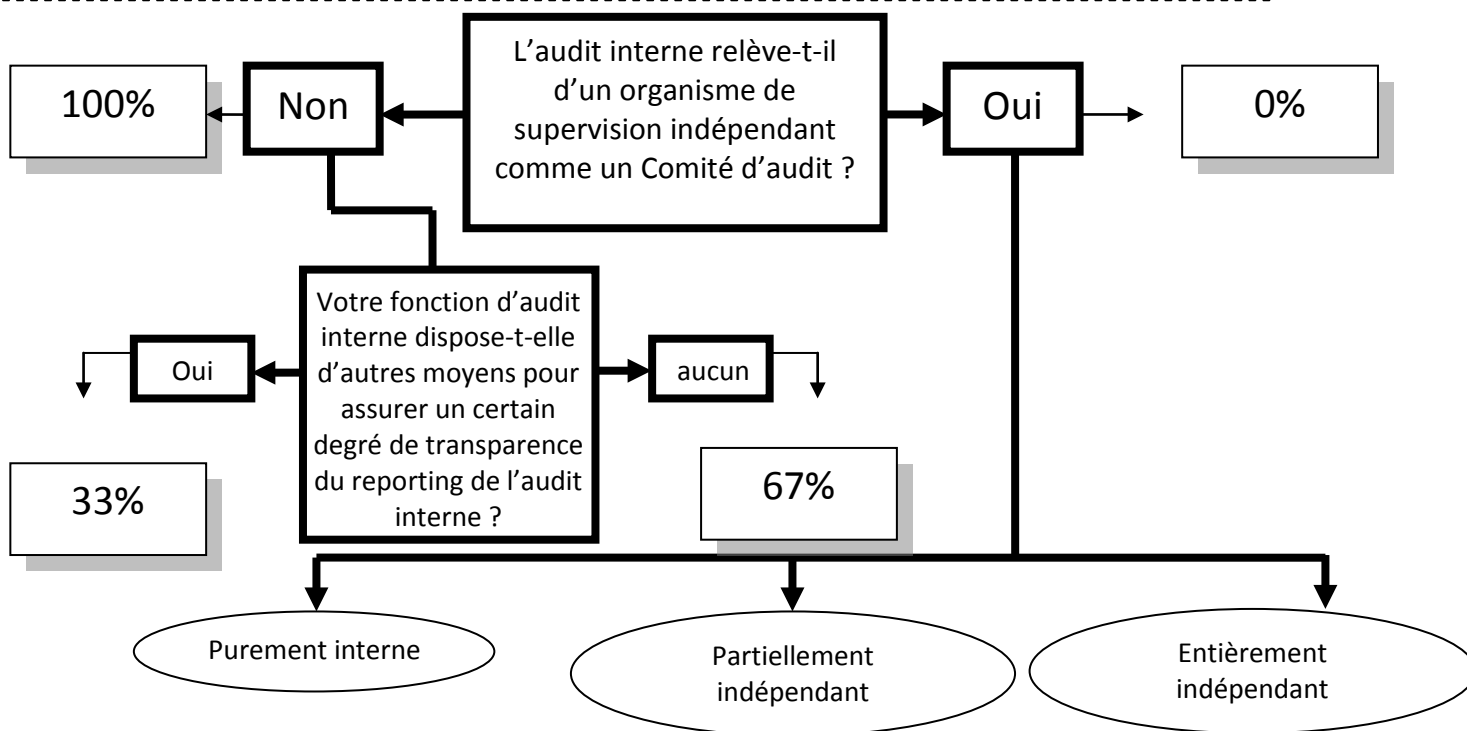 L’audit interne relève-t-il
d’un organisme de
supervision indépendant
comme un Comité d’audit ?
100%
Non
Oui
0%
Votre fonction d’audit
interne dispose-t-elle
d’autres moyens pour
assurer un certain
degré de transparence
du reporting de l’audit
interne ?
Oui
aucun
33%
67%
Purement interne
Partiellement
indépendant
Entièrement
indépendant